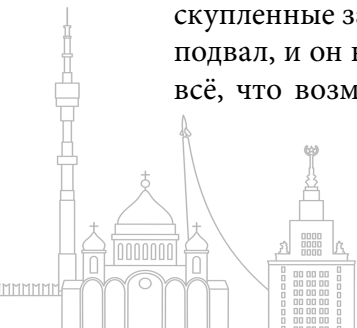 скупленные за
подвал, и он
всё, что возм